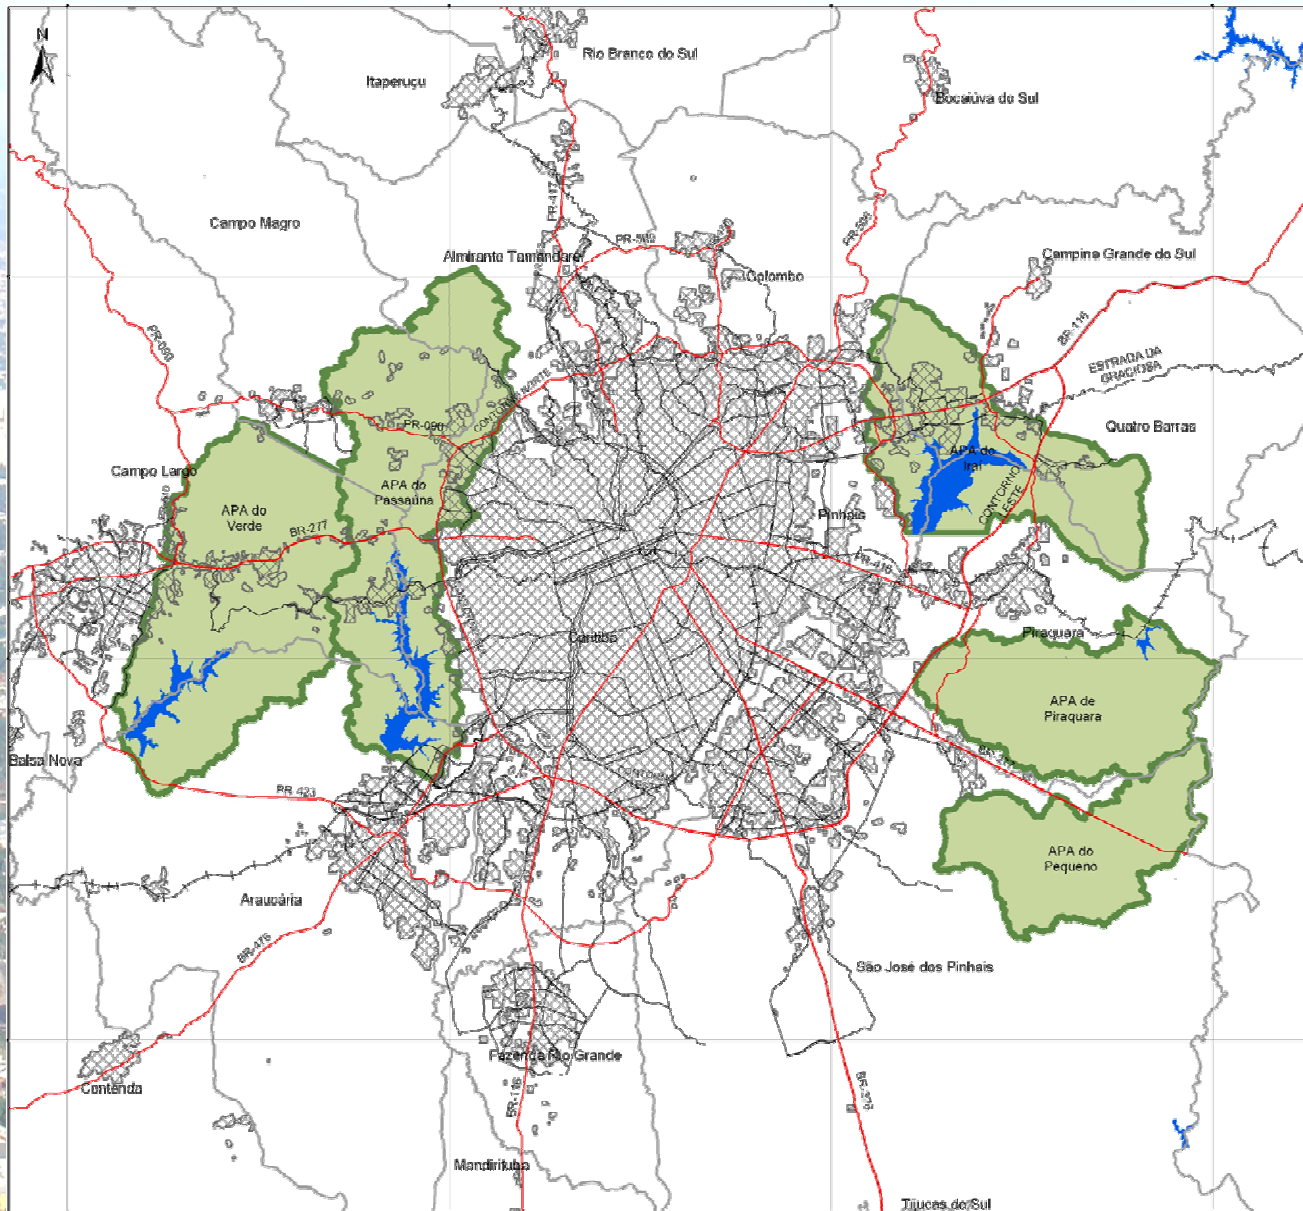 N
Rio Branco do Sul
Itaperuçu
Bocaiúva do Sul
PR-417
Campo Magro
PR-506
PR-509
Almirante Tamandaré
Campina Grande do Sul
Colombo
BR-116
PR-090
ESTRADA DA
GRACIOSA
CONTORNO NORTE
PR-090
Quatro Barras
APA do
Iraí
Campo Largo
APA do
Passaúna
CONTORNO
LESTE
APA do
Verde
Pinhais
BR-277
PR-416
Curitiba
Piraquara
APA de
Piraquara
Balsa Nova
BR-277
PR 423
APA do
Pequeno
Araucária
BR-476
São José dos Pinhais
Fazenda Rio Grande
Contenda
BR-116
BR-376
Mandirituba
Tijucas do Sul